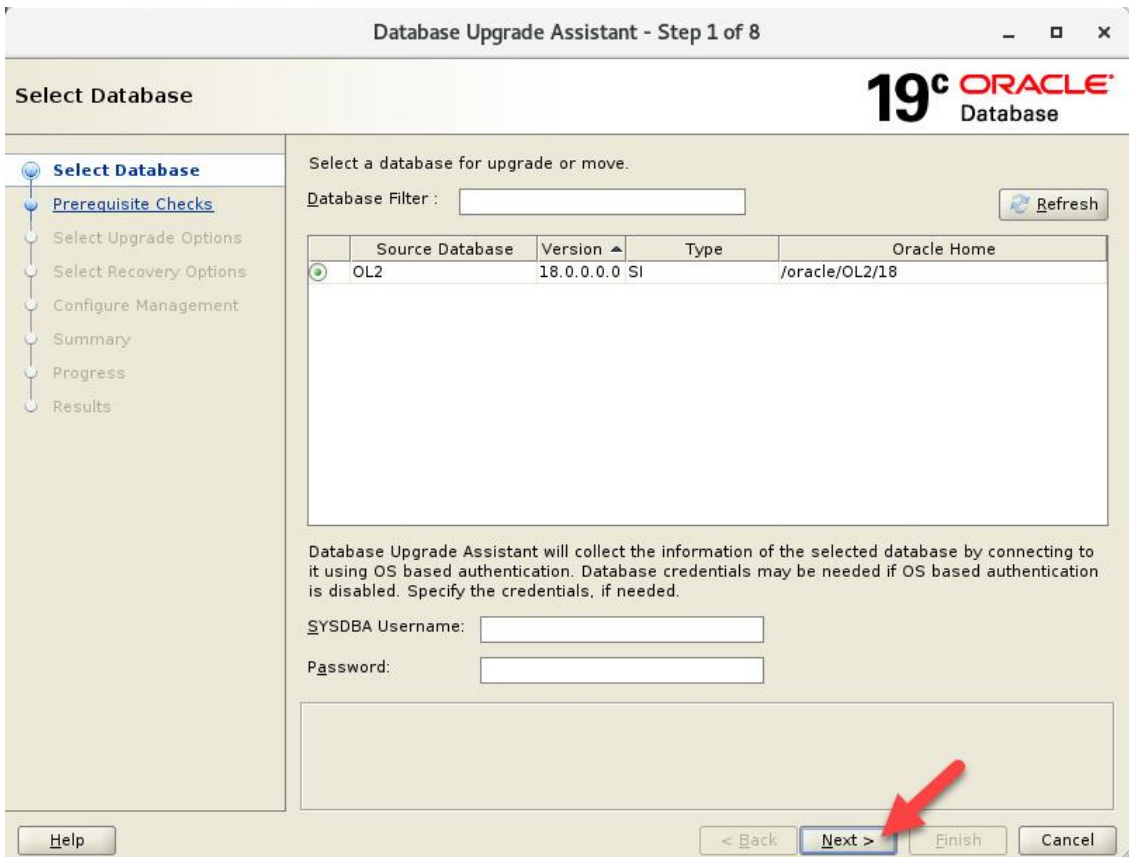 Database Upgrade Assistant - Step 1 of 8
Select Database
19c ORACLE
Database
Select Database
Prerequisite Checks
Select Upgrade Options
Select Recovery Options
Configure Management
Summary
Progress
Results
Select a database for upgrade or move.
Database Filter :
Refresh
Source Database Version Type Oracle Home
OL2 18.0.0.0.0 SI /oracle/OL2/18
Database Upgrade Assistant will collect the information of the selected database by connecting to
it using OS based authentication. Database credentials may be needed if OS based authentication
is disabled. Specify the credentials, if needed.
SYSDBA Username:
Password:
Help
< Back Next > Finish Cancel